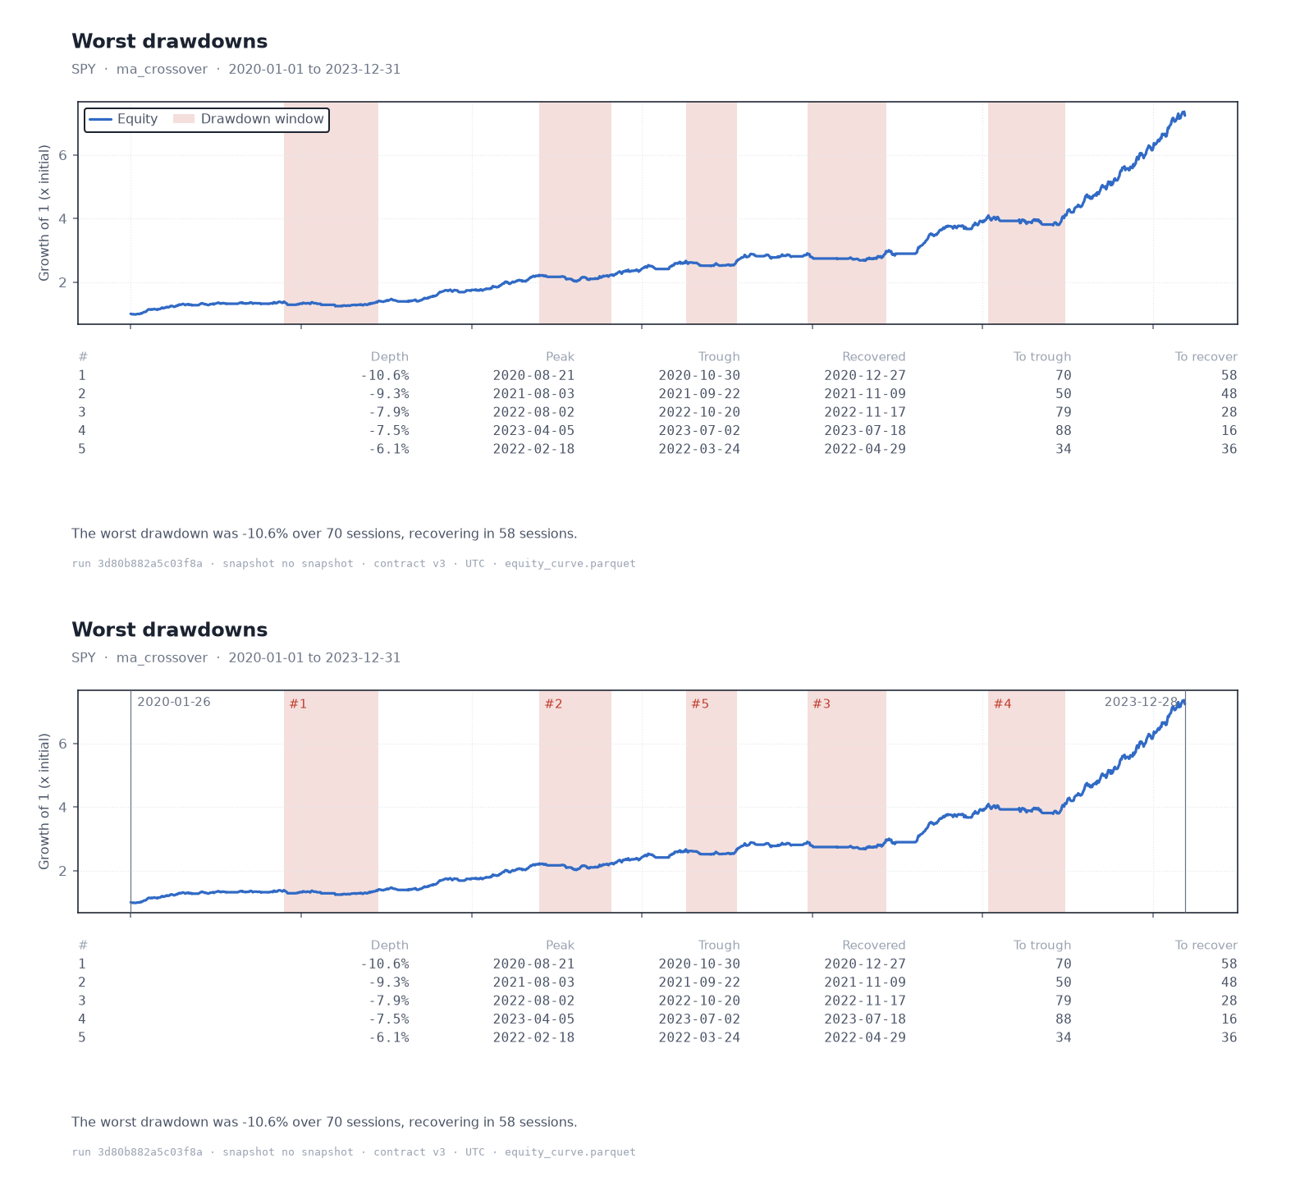 Worst drawdowns
SPY · ma_crossover · 2020-01-01 to 2023-12-31
Equity Drawdown window
Growth of 1 (x initial)
6
4
2
# Depth Peak Trough Recovered To trough To recover
1 -10.6% 2020-08-21 2020-10-30 2020-12-27 70 58
2 -9.3% 2021-08-03 2021-09-22 2021-11-09 50 48
3 -7.9% 2022-08-02 2022-10-20 2022-11-17 79 28
4 -7.5% 2023-04-05 2023-07-02 2023-07-18 88 16
5 -6.1% 2022-02-18 2022-03-24 2022-04-29 34 36
The worst drawdown was -10.6% over 70 sessions, recovering in 58 sessions.
run 3d80b882a5c03f8a · snapshot no snapshot · contract v3 · UTC · equity_curve.parquet
Worst drawdowns
SPY · ma_crossover · 2020-01-01 to 2023-12-31
2020-01-26 #1 #2 #5 #3 #4 2023-12-28
Growth of 1 (x initial)
6
4
2
# Depth Peak Trough Recovered To trough To recover
1 -10.6% 2020-08-21 2020-10-30 2020-12-27 70 58
2 -9.3% 2021-08-03 2021-09-22 2021-11-09 50 48
3 -7.9% 2022-08-02 2022-10-20 2022-11-17 79 28
4 -7.5% 2023-04-05 2023-07-02 2023-07-18 88 16
5 -6.1% 2022-02-18 2022-03-24 2022-04-29 34 36
The worst drawdown was -10.6% over 70 sessions, recovering in 58 sessions.
run 3d80b882a5c03f8a · snapshot no snapshot · contract v3 · UTC · equity_curve.parquet